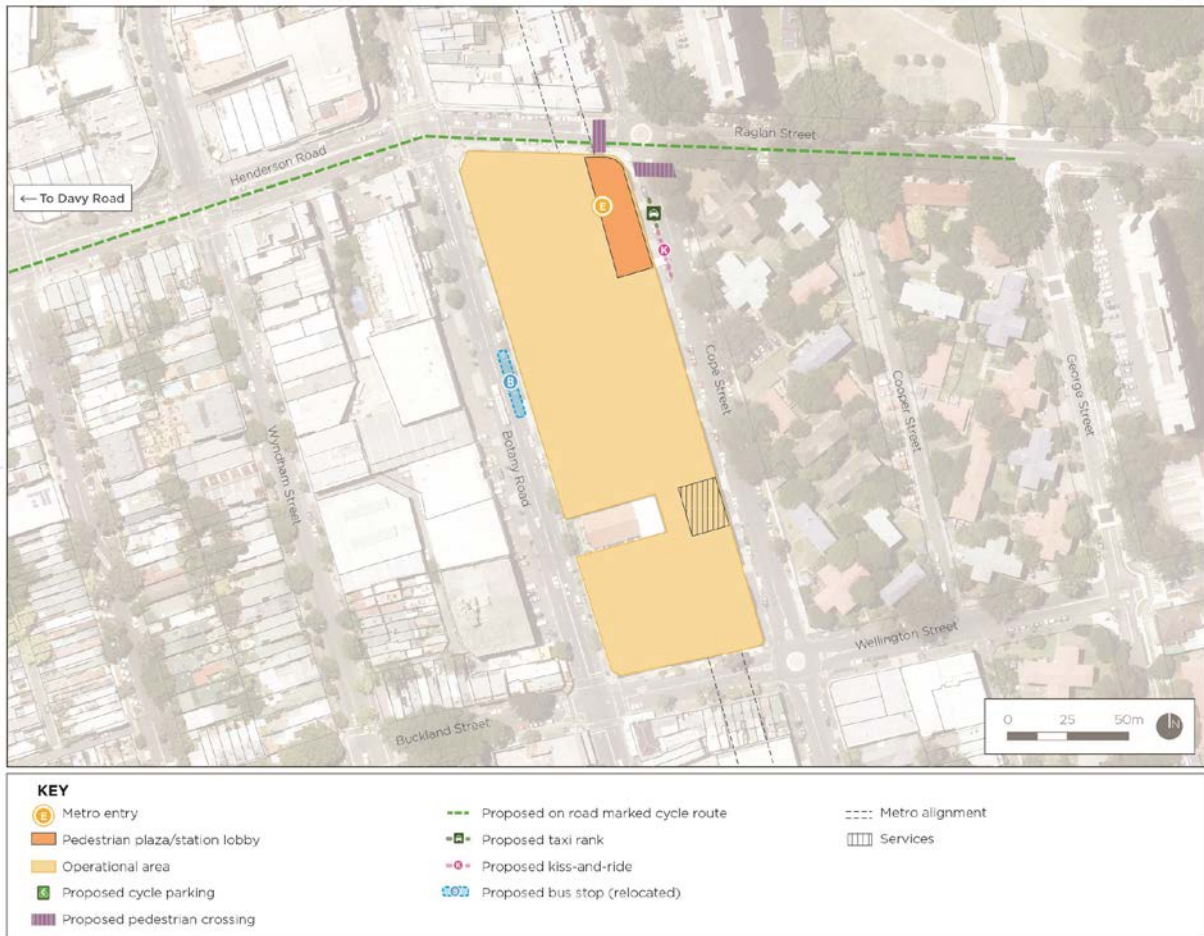 Raglan Street
Henderson Road
← To Davy Road
E
K
B
Cope Street
Cooper Street
George Street
Wyndham Street
Botany Road
Wellington Street
Buckland Street
0 25 50m
N
KEY
E Metro entry
Pedestrian plaza/station lobby
Operational area
Proposed cycle parking
Proposed pedestrian crossing
Proposed on road marked cycle route
Proposed taxi rank
K Proposed kiss-and-ride
B Proposed bus stop (relocated)
Metro alignment
Services